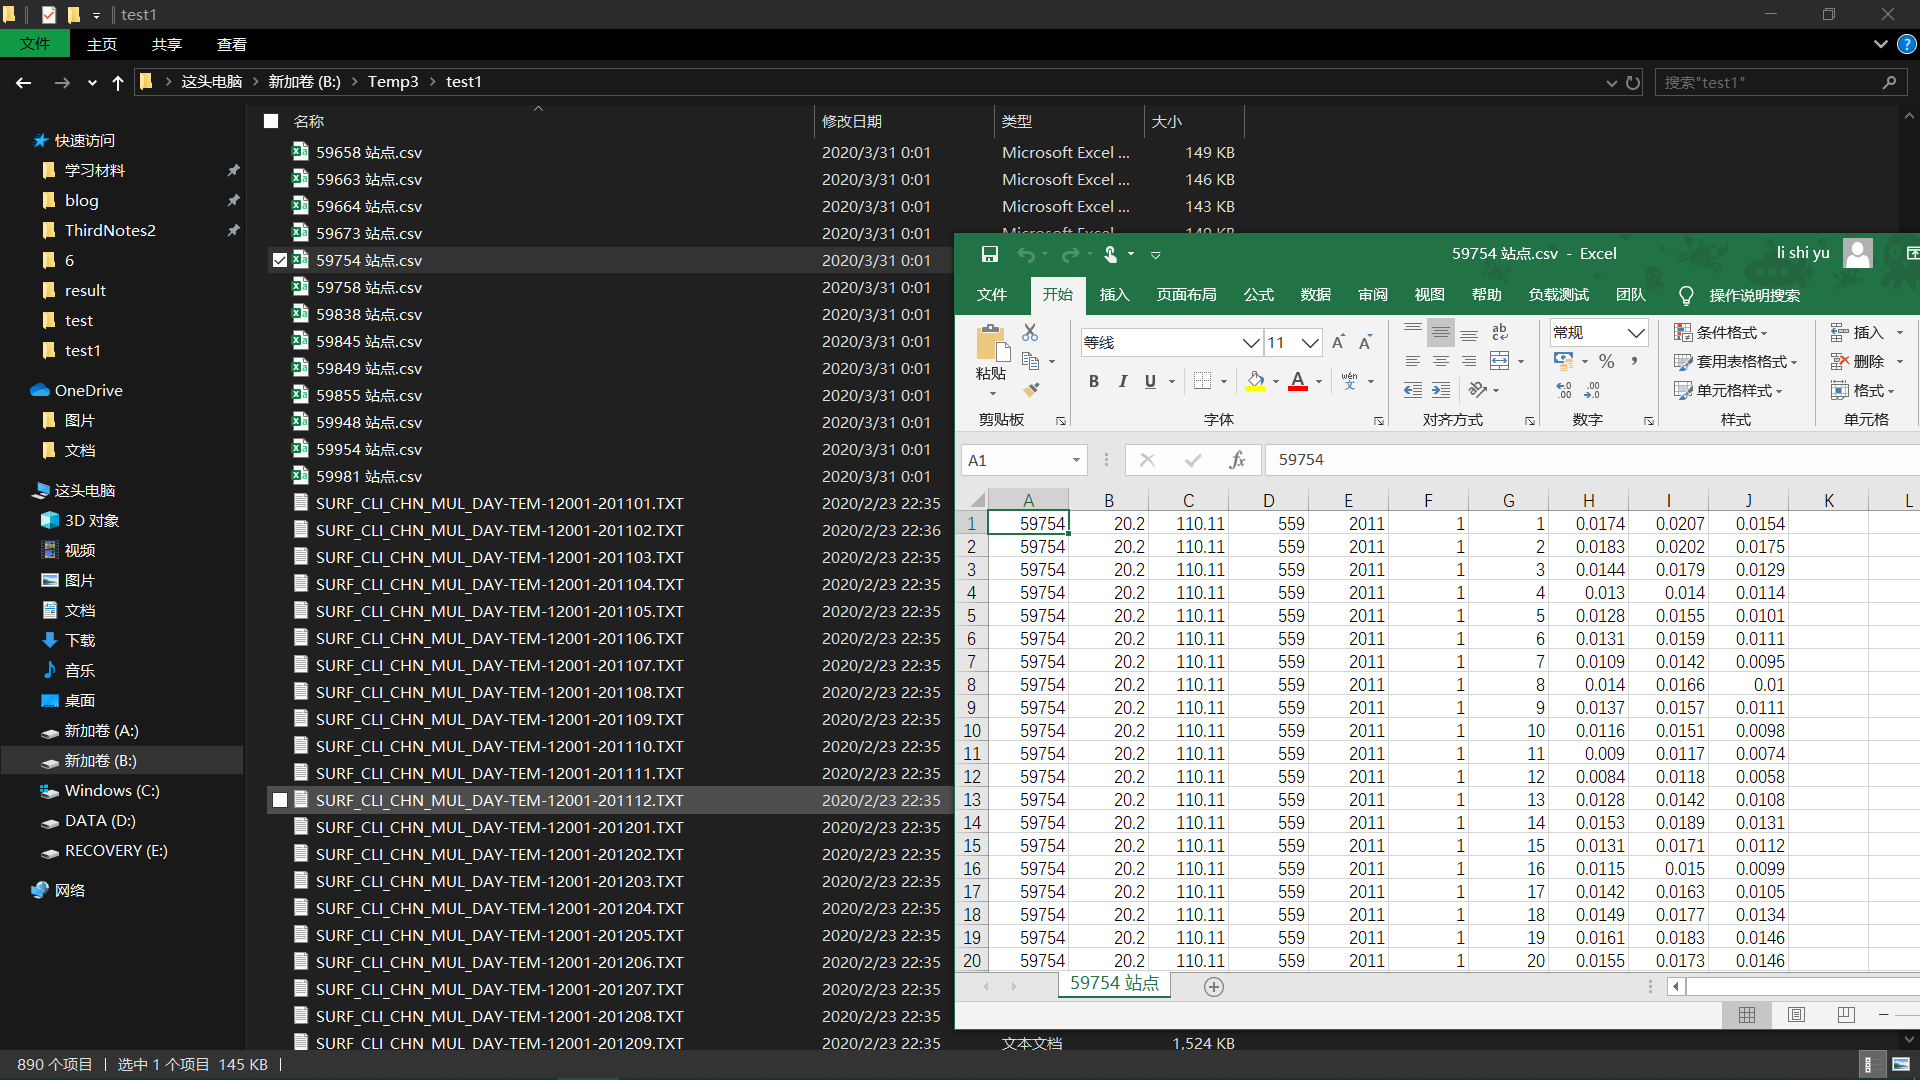 test1
文件 主页 共享 查看
这头电脑 新加卷 (B:) Temp3 test1
搜索"test1"
快速访问
学习材料
blog
ThirdNotes2
6
result
test
test1
OneDrive
图片
文档
这头电脑
3D 对象
视频
图片
文档
下载
音乐
桌面
新加卷 (A:)
新加卷 (B:)
Windows (C:)
DATA (D:)
RECOVERY (E:)
网络
名称 修改日期 类型 大小
59658 站点.csv 2020/3/31 0:01 Microsoft Excel ... 149 KB
59663 站点.csv 2020/3/31 0:01 Microsoft Excel ... 146 KB
59664 站点.csv 2020/3/31 0:01 Microsoft Excel ... 143 KB
59673 站点.csv 2020/3/31 0:01 Microsoft Excel ... 149 KB
59754 站点.csv 2020/3/31 0:01
59758 站点.csv 2020/3/31 0:01
59838 站点.csv 2020/3/31 0:01
59845 站点.csv 2020/3/31 0:01
59849 站点.csv 2020/3/31 0:01
59855 站点.csv 2020/3/31 0:01
59948 站点.csv 2020/3/31 0:01
59954 站点.csv 2020/3/31 0:01
59981 站点.csv 2020/3/31 0:01
SURF_CLI_CHN_MUL_DAY-TEM-12001-201101.TXT 2020/2/23 22:35
SURF_CLI_CHN_MUL_DAY-TEM-12001-201102.TXT 2020/2/23 22:36
SURF_CLI_CHN_MUL_DAY-TEM-12001-201103.TXT 2020/2/23 22:35
SURF_CLI_CHN_MUL_DAY-TEM-12001-201104.TXT 2020/2/23 22:35
SURF_CLI_CHN_MUL_DAY-TEM-12001-201105.TXT 2020/2/23 22:35
SURF_CLI_CHN_MUL_DAY-TEM-12001-201106.TXT 2020/2/23 22:35
SURF_CLI_CHN_MUL_DAY-TEM-12001-201107.TXT 2020/2/23 22:35
SURF_CLI_CHN_MUL_DAY-TEM-12001-201108.TXT 2020/2/23 22:35
SURF_CLI_CHN_MUL_DAY-TEM-12001-201109.TXT 2020/2/23 22:35
SURF_CLI_CHN_MUL_DAY-TEM-12001-201110.TXT 2020/2/23 22:35
SURF_CLI_CHN_MUL_DAY-TEM-12001-201111.TXT 2020/2/23 22:35
SURF_CLI_CHN_MUL_DAY-TEM-12001-201112.TXT 2020/2/23 22:35
SURF_CLI_CHN_MUL_DAY-TEM-12001-201201.TXT 2020/2/23 22:35
SURF_CLI_CHN_MUL_DAY-TEM-12001-201202.TXT 2020/2/23 22:35
SURF_CLI_CHN_MUL_DAY-TEM-12001-201203.TXT 2020/2/23 22:35
SURF_CLI_CHN_MUL_DAY-TEM-12001-201204.TXT 2020/2/23 22:35
SURF_CLI_CHN_MUL_DAY-TEM-12001-201205.TXT 2020/2/23 22:35
SURF_CLI_CHN_MUL_DAY-TEM-12001-201206.TXT 2020/2/23 22:35
SURF_CLI_CHN_MUL_DAY-TEM-12001-201207.TXT 2020/2/23 22:35
SURF_CLI_CHN_MUL_DAY-TEM-12001-201208.TXT 2020/2/23 22:35
SURF_CLI_CHN_MUL_DAY-TEM-12001-201209.TXT 2020/2/23 22:35 文本文档 1,524 KB
890 个项目 选中 1 个项目 145 KB
59754 站点.csv - Excel li shi yu
文件 开始 插入 页面布局 公式 数据 审阅 视图 帮助 负载测试 团队 操作说明搜索
粘贴
剪贴板
等线 11
B I U A wén 文
字体
ab
对齐方式
常规
% ,
数字
条件格式
套用表格格式
单元格样式
样式
插入
删除
格式
单元格
A1 fx 59754
A B C D E F G H I J K L
1 59754 20.2 110.11 559 2011 1 1 0.0174 0.0207 0.0154
2 59754 20.2 110.11 559 2011 1 2 0.0183 0.0202 0.0175
3 59754 20.2 110.11 559 2011 1 3 0.0144 0.0179 0.0129
4 59754 20.2 110.11 559 2011 1 4 0.013 0.014 0.0114
5 59754 20.2 110.11 559 2011 1 5 0.0128 0.0155 0.0101
6 59754 20.2 110.11 559 2011 1 6 0.0131 0.0159 0.0111
7 59754 20.2 110.11 559 2011 1 7 0.0109 0.0142 0.0095
8 59754 20.2 110.11 559 2011 1 8 0.014 0.0166 0.01
9 59754 20.2 110.11 559 2011 1 9 0.0137 0.0157 0.0111
10 59754 20.2 110.11 559 2011 1 10 0.0116 0.0151 0.0098
11 59754 20.2 110.11 559 2011 1 11 0.009 0.0117 0.0074
12 59754 20.2 110.11 559 2011 1 12 0.0084 0.0118 0.0058
13 59754 20.2 110.11 559 2011 1 13 0.0128 0.0142 0.0108
14 59754 20.2 110.11 559 2011 1 14 0.0153 0.0189 0.0131
15 59754 20.2 110.11 559 2011 1 15 0.0131 0.0171 0.0112
16 59754 20.2 110.11 559 2011 1 16 0.0115 0.015 0.0099
17 59754 20.2 110.11 559 2011 1 17 0.0142 0.0163 0.0105
18 59754 20.2 110.11 559 2011 1 18 0.0149 0.0177 0.0134
19 59754 20.2 110.11 559 2011 1 19 0.0161 0.0183 0.0146
20 59754 20.2 110.11 559 2011 1 20 0.0155 0.0173 0.0146
59754 站点